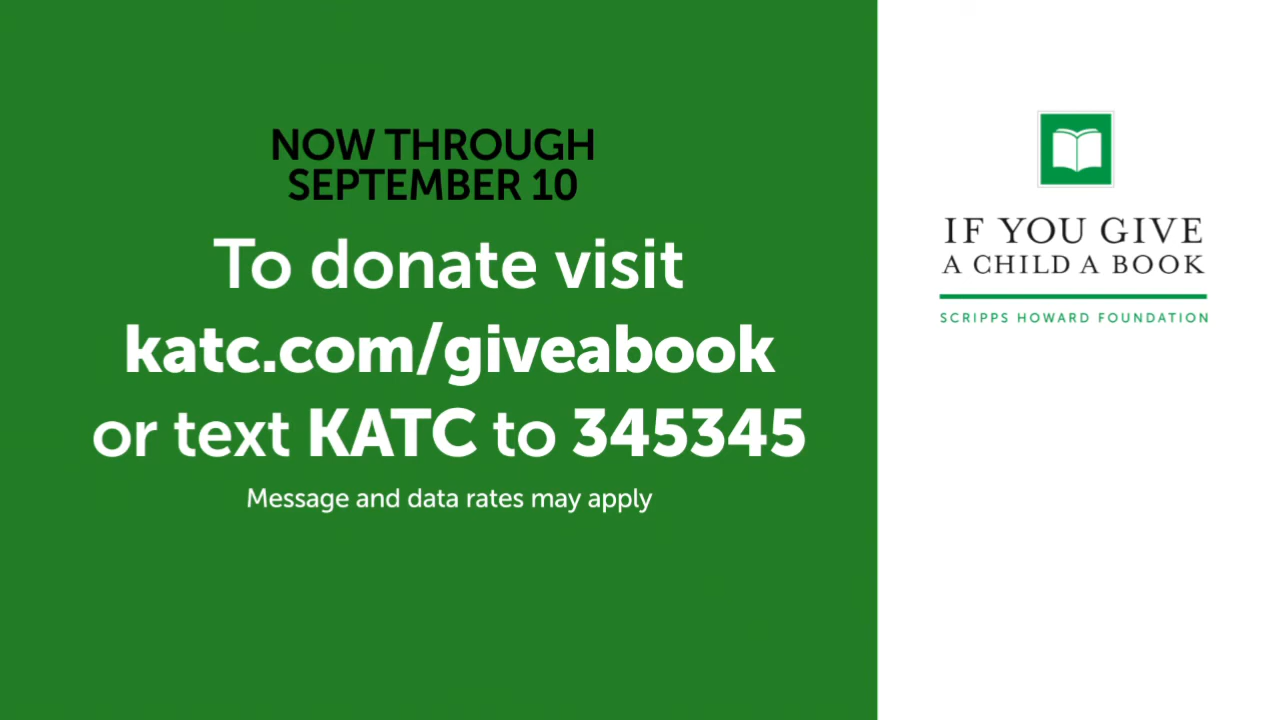 NOW THROUGH
SEPTEMBER 10
To donate visit
katc.com/giveabook
or text KATC to 345345
Message and data rates may apply
IF YOU GIVE
A CHILD A BOOK
SCRIPPS HOWARD FOUNDATION